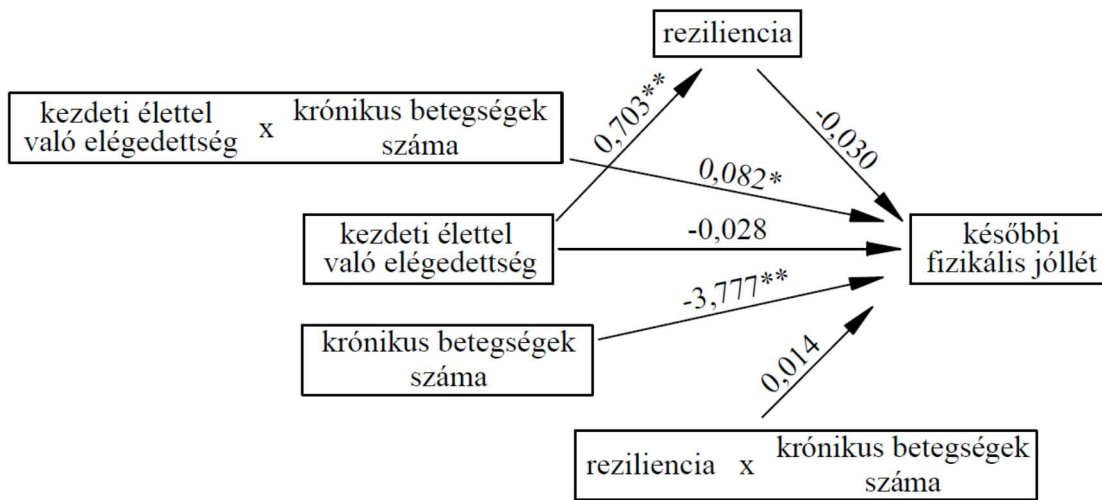 reziliencia
kezdeti élettel
való elégedettség x krónikus betegségek
száma
0,703**
-0,030
0,082*
kezdeti élettel
való elégedettség
-0,028
későbbi
fizikális jóllét
-3,777**
krónikus betegségek
száma
0,014
reziliencia x krónikus betegségek
száma